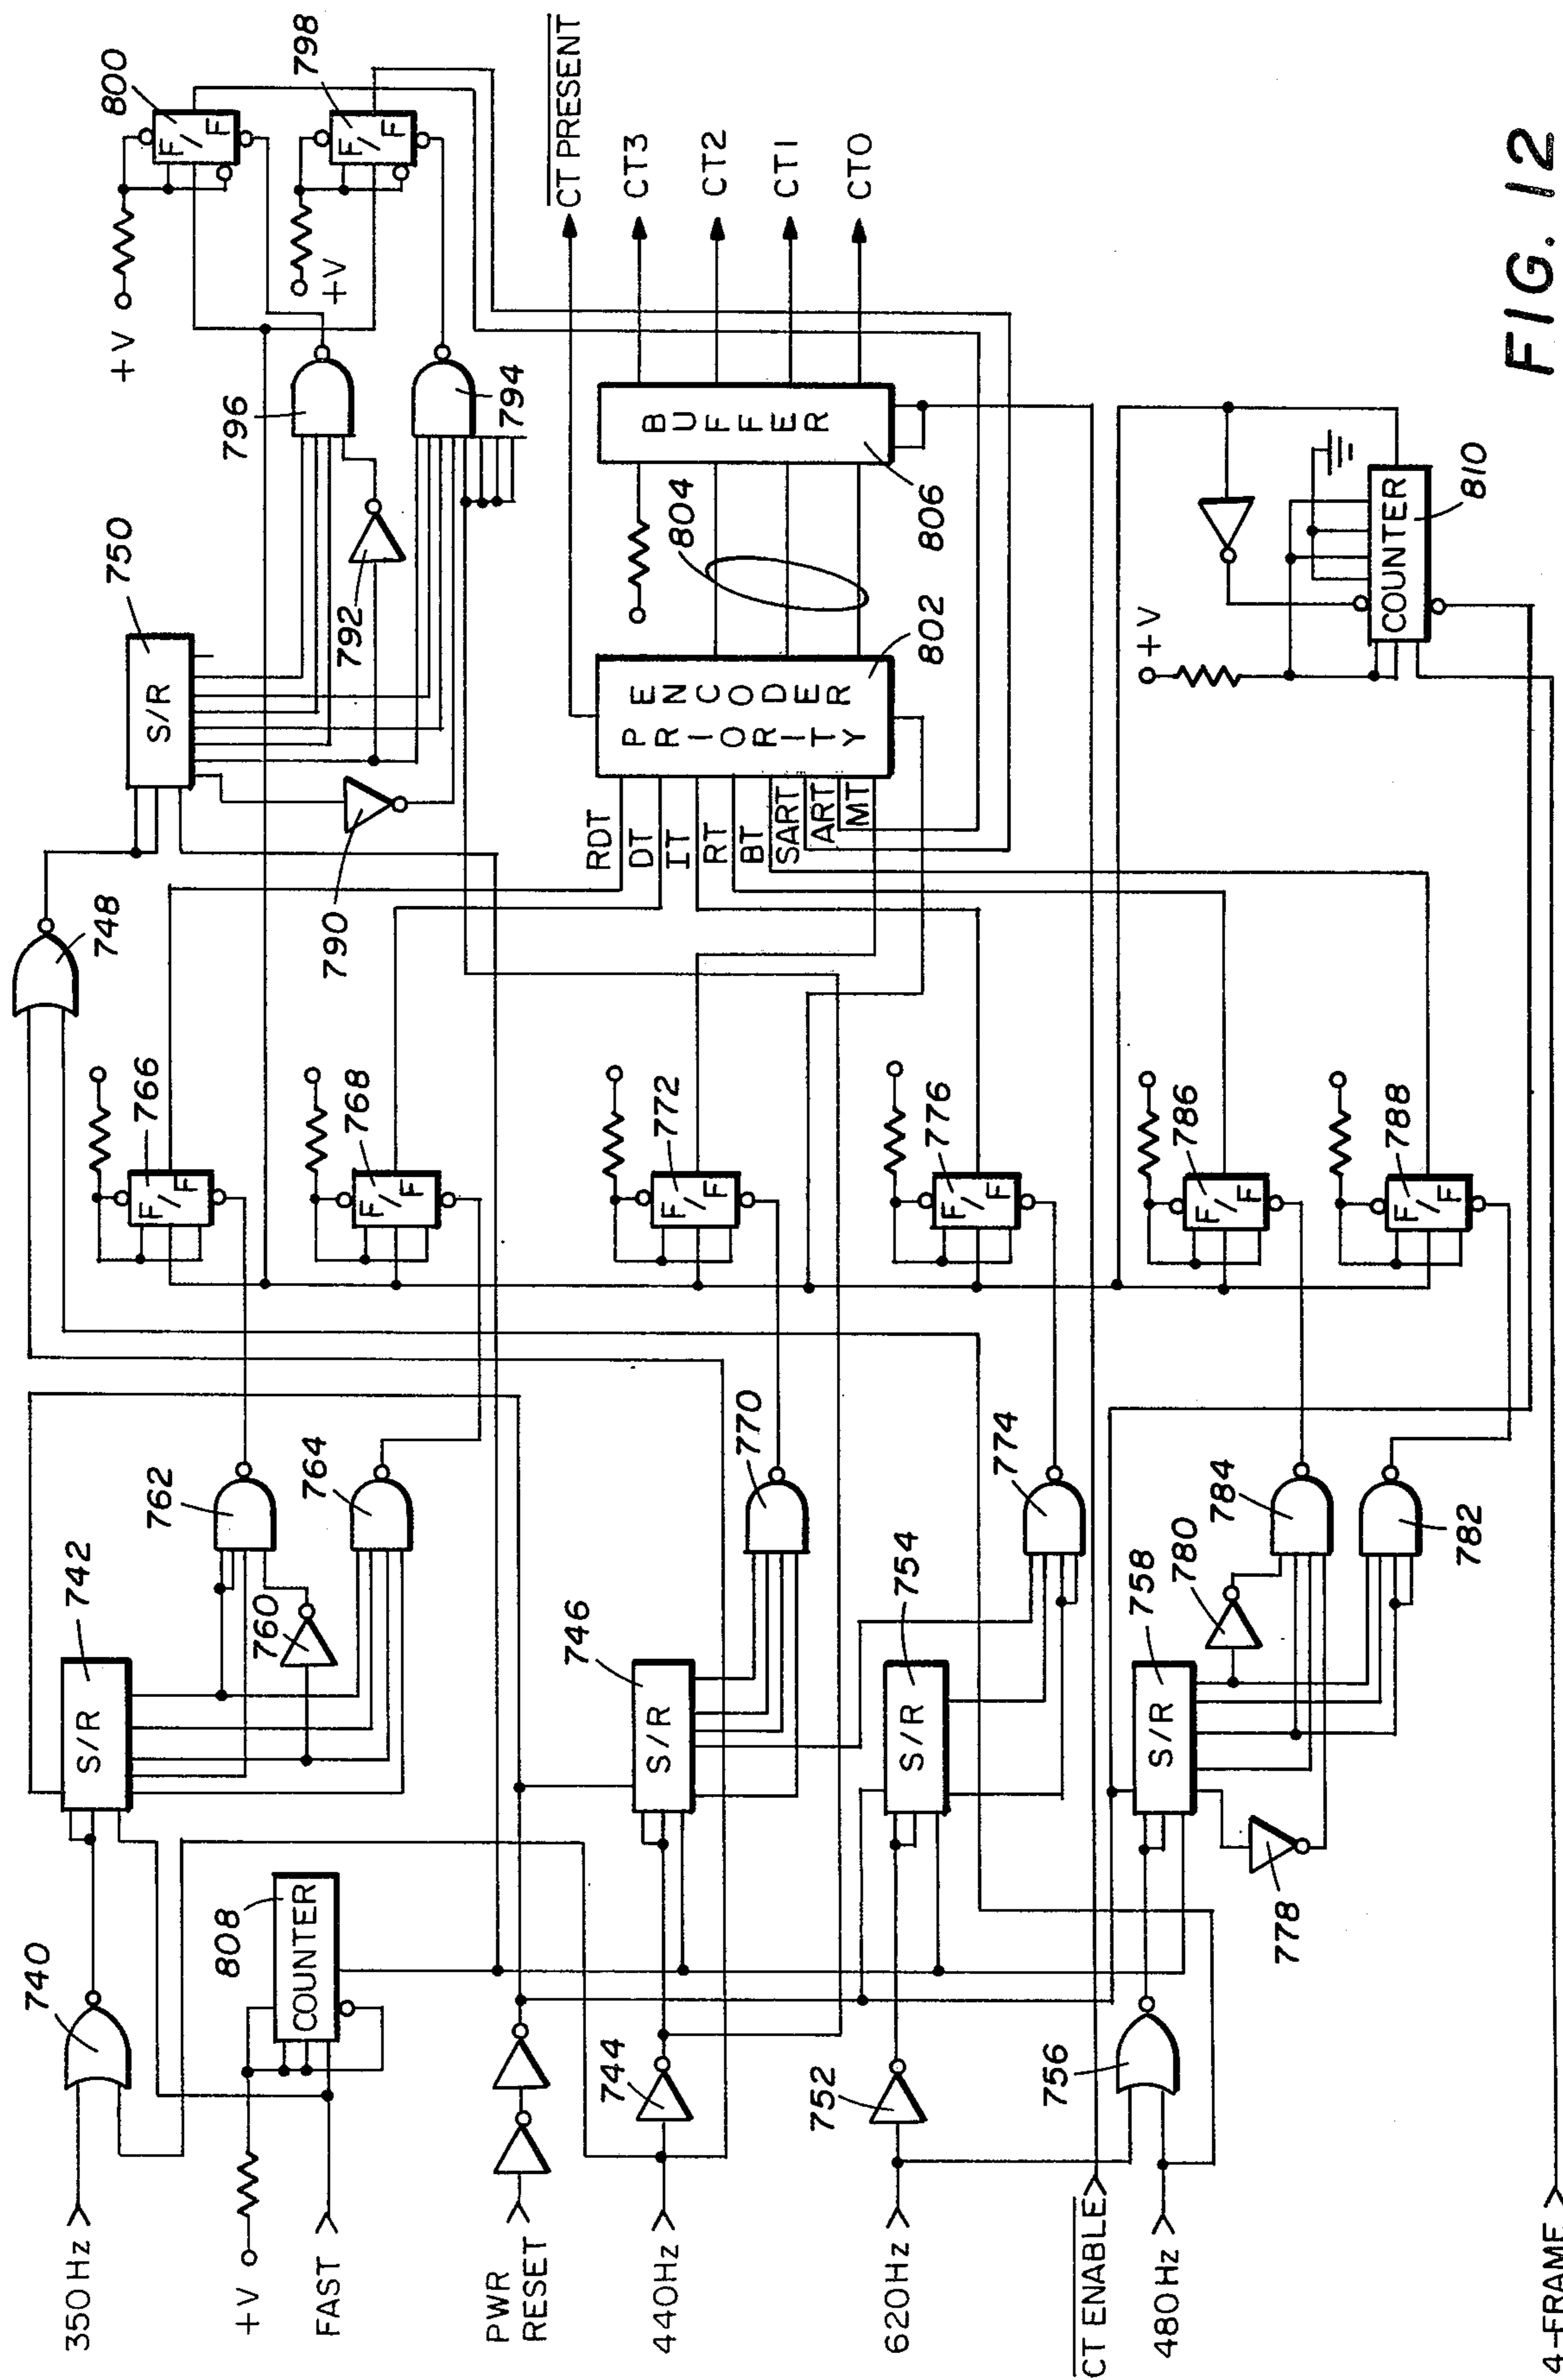 350Hz
+V
FAST
PWR
RESET
440Hz
620Hz
CT ENABLE
480Hz
4-FRAME
740
808
COUNTER
744
752
756
778
742
S/R
746
S/R
754
S/R
758
S/R
760
762
764
770
774
780
784
782
766
F/F
768
F/F
772
F/F
776
F/F
786
F/F
788
F/F
748
750
S/R
790
792
796
794
+V
800
F/F
+V
798
F/F
RDT
DT
IT
RT
BT
SART
ART
MT
PRIORITY
ENCODER
802
804
BUFFER
806
CT PRESENT
CT3
CT2
CT1
CT0
+V
COUNTER
810
FIG. 12